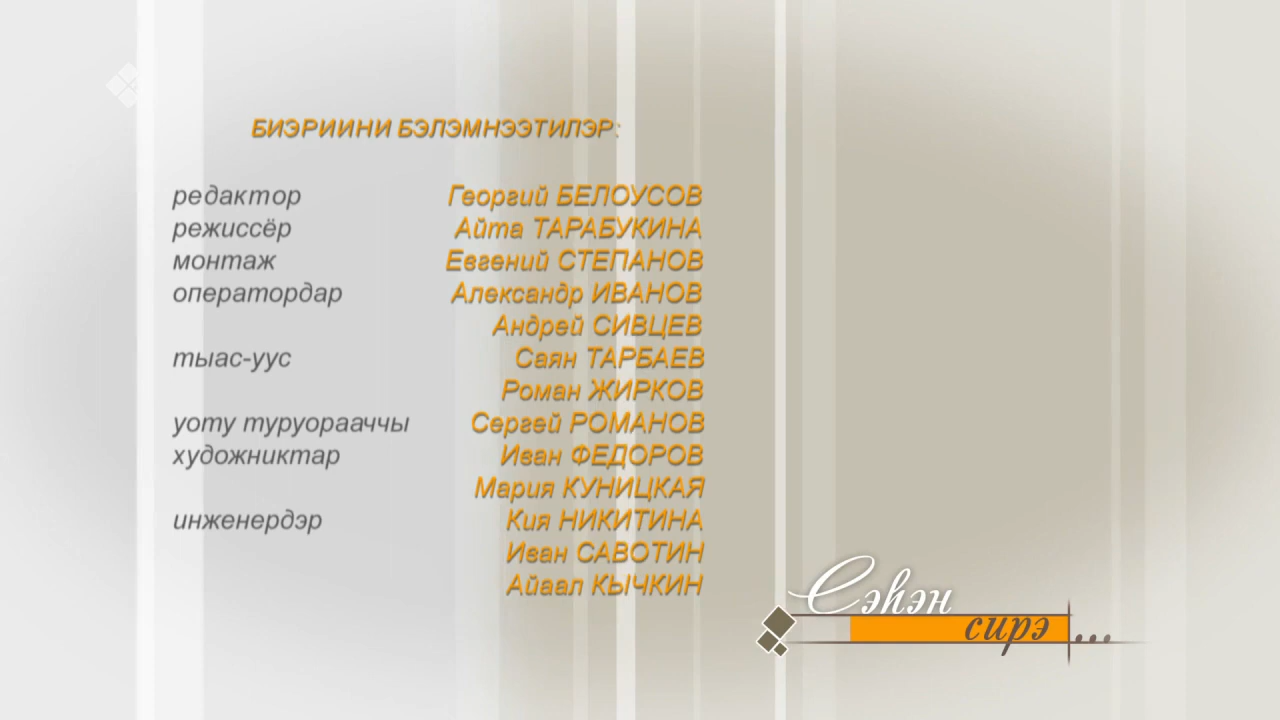 БИЭРИИНИ БЭЛЭМНЭЭТИЛЭР:
редактор Георгий БЕЛОУСОВ
режиссёр Айта ТАРАБУКИНА
монтаж Евгений СТЕПАНОВ
оператордар Александр ИВАНОВ
Андрей СИВЦЕВ
тыас-уус Саян ТАРБАЕВ
Роман ЖИРКОВ
уоту туруорааччы Сергей РОМАНОВ
художниктар Иван ФЕДОРОВ
Мария КУНИЦКАЯ
инженердэр Кия НИКИТИНА
Иван САВОТИН
Айаал КЫЧКИН
Сэһэн
сирэ...